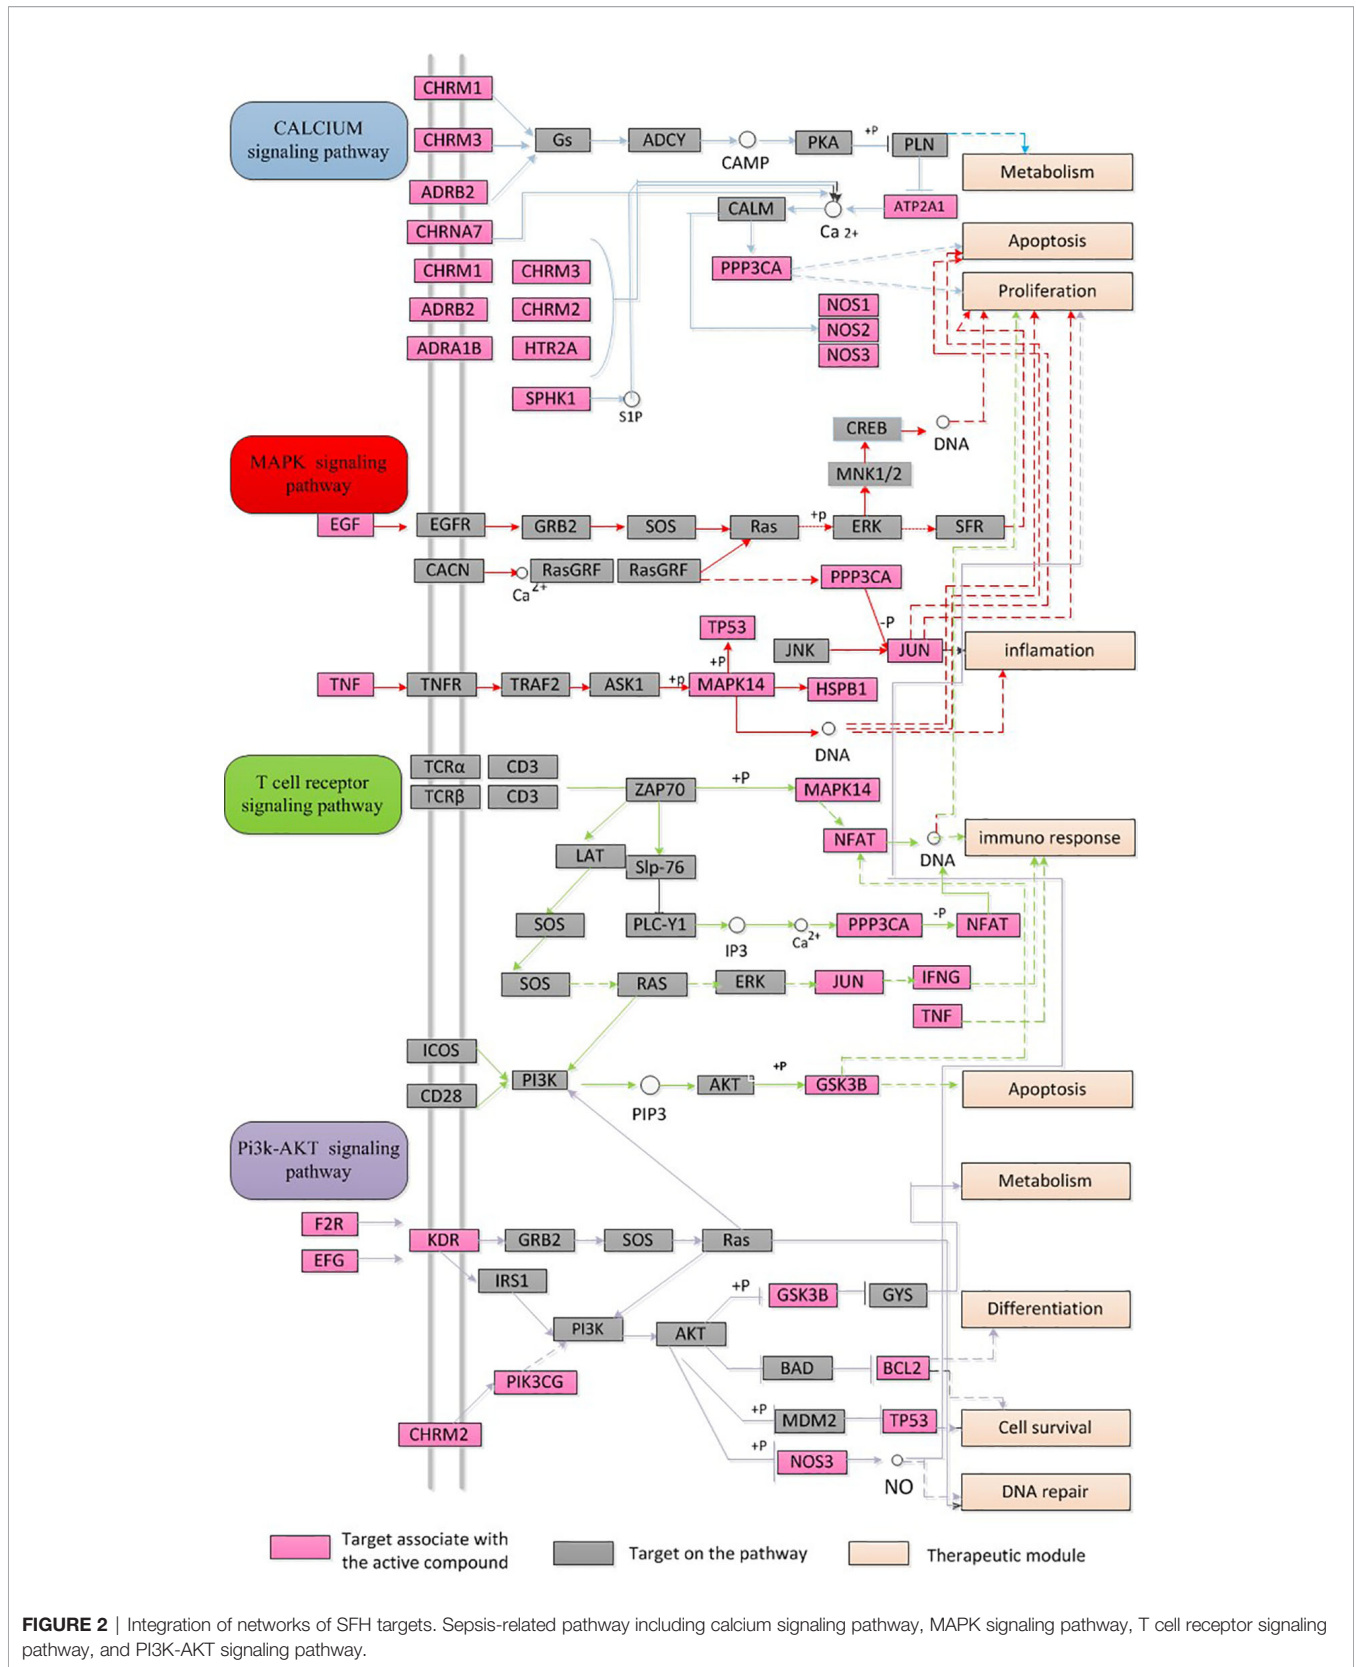 CHRM1
CALCIUM
signaling pathway
CHRM3
Gs
ADCY
CAMP
PKA
+P
PLN
Metabolism
ADRB2
CHRNA7
CALM
Ca 2+
ATP2A1
Apoptosis
CHRM1
CHRM3
PPP3CA
Proliferation
ADRB2
CHRM2
NOS1
NOS2
ADRA1B
HTR2A
NOS3
SPHK1
S1P
CREB
DNA
MAPK signaling
pathway
MNK1/2
EGF
EGFR
GRB2
SOS
Ras
+p
ERK
SFR
CACN
Ca 2+
RasGRF
RasGRF
PPP3CA
-P
TP53
+P
JNK
JUN
inflamation
TNF
TNFR
TRAF2
ASK1
+p
MAPK14
HSPB1
DNA
T cell receptor
signaling pathway
TCRα
CD3
TCRβ
CD3
ZAP70
+P
MAPK14
NFAT
DNA
immuno response
LAT
Slp-76
SOS
PLC-Y1
IP3
Ca2+
PPP3CA
-P
NFAT
SOS
RAS
ERK
JUN
IFNG
TNF
ICOS
CD28
PI3K
PIP3
AKT
+P
GSK3B
Apoptosis
Pi3k-AKT signaling
pathway
Metabolism
F2R
EFG
KDR
GRB2
SOS
Ras
IRS1
+P
GSK3B
GYS
Differentiation
PI3K
AKT
BAD
BCL2
PIK3CG
CHRM2
+P
MDM2
TP53
Cell survival
+P
NOS3
NO
DNA repair
Target associate with
the active compound
Target on the pathway
Therapeutic module
FIGURE 2 | Integration of networks of SFH targets. Sepsis-related pathway including calcium signaling pathway, MAPK signaling pathway, T cell receptor signaling
pathway, and PI3K-AKT signaling pathway.